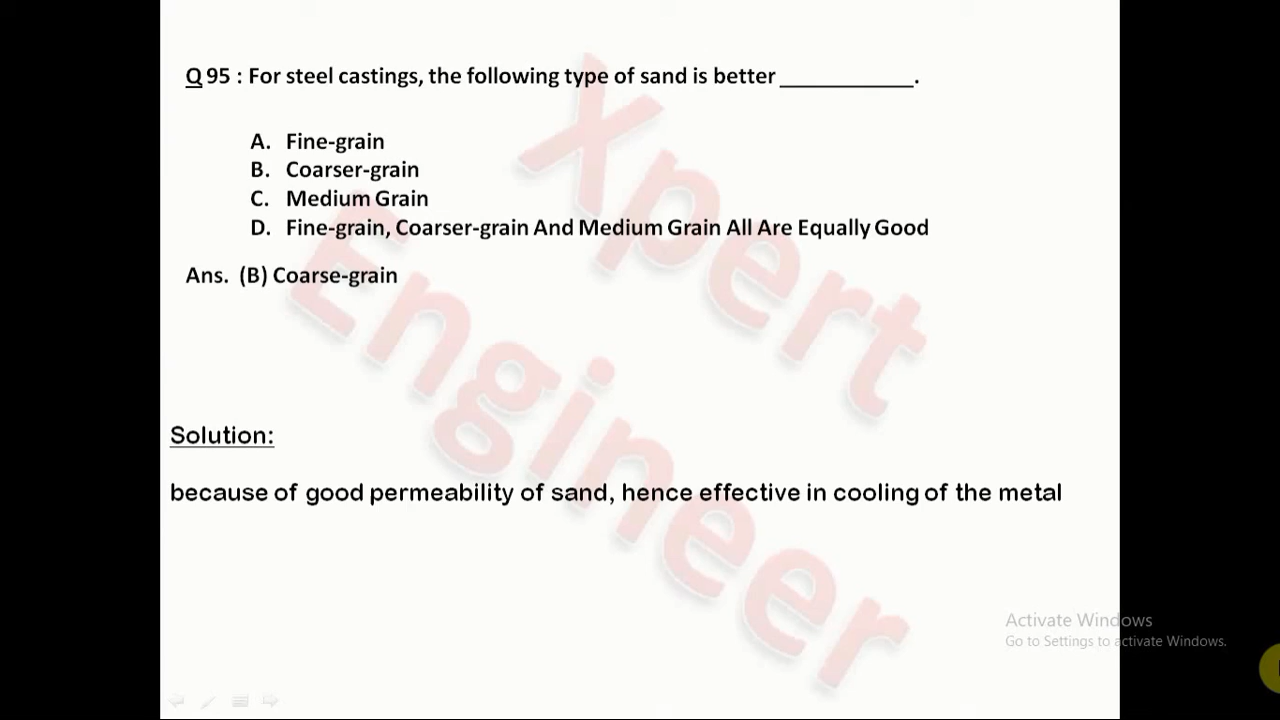 Q 95 : For steel castings, the following type of sand is better ___________.
A. Fine-grain
B. Coarser-grain
C. Medium Grain
D. Fine-grain, Coarser-grain And Medium Grain All Are Equally Good
Ans. (B) Coarse-grain
Xpert
Engineer
Solution:
because of good permeability of sand, hence effective in cooling of the metal
Activate Windows
Go to Settings to activate Windows.